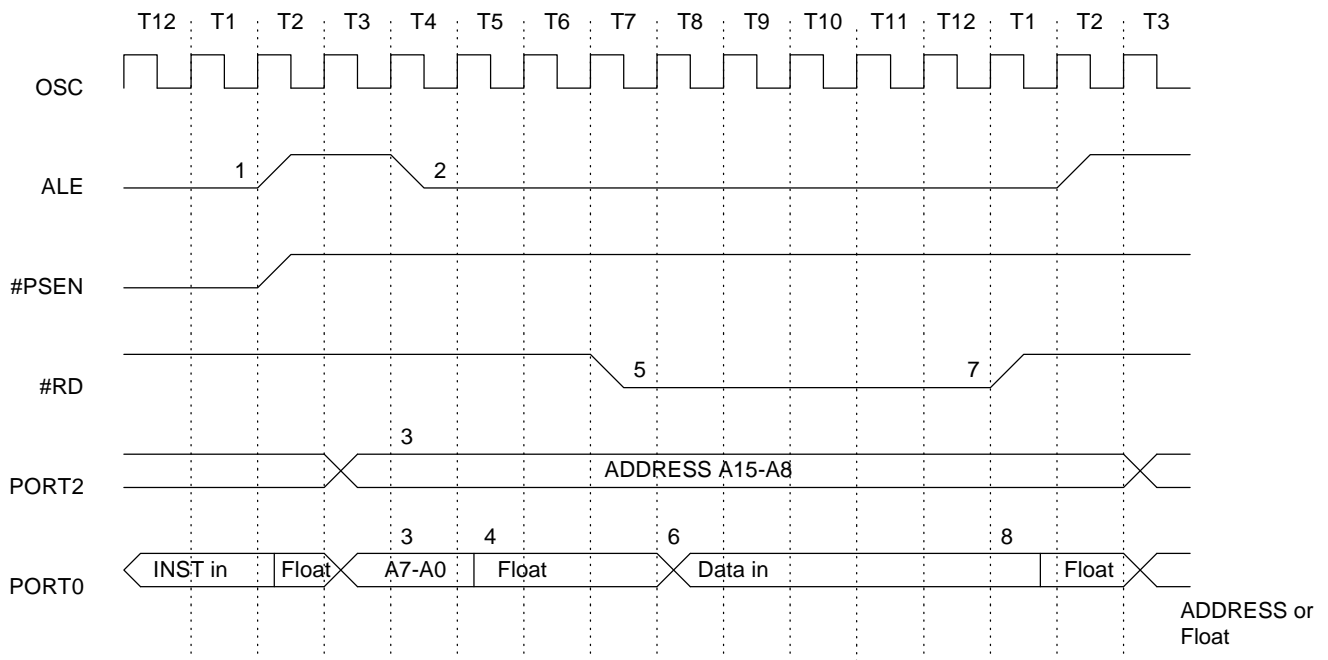 T12 T1 T2 T3 T4 T5 T6 T7 T8 T9 T10 T11 T12 T1 T2 T3
OSC
1 2
ALE
#PSEN
5 7
#RD
3
ADDRESS A15-A8
PORT2
3 4 6 8
INST in Float A7-A0 Float Data in Float
PORT0
ADDRESS or
Float